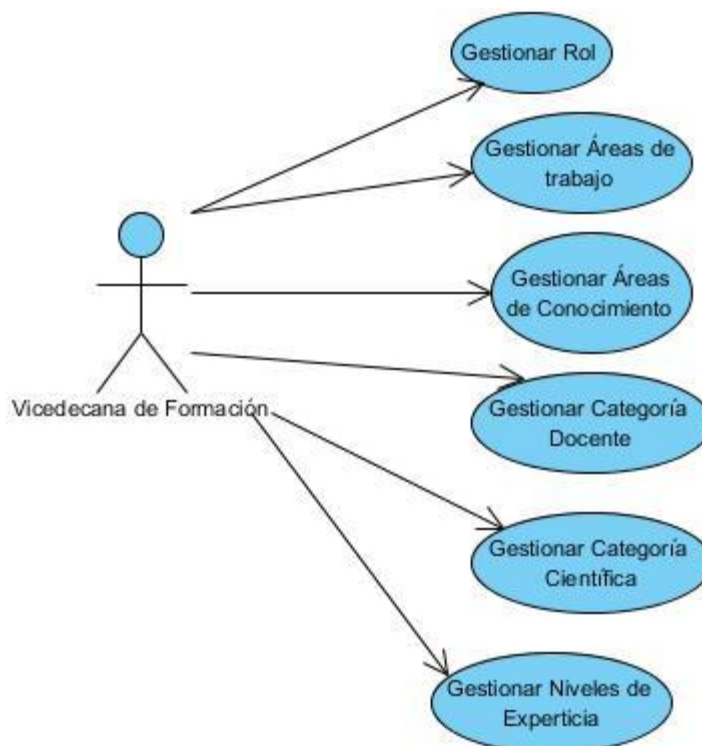 Gestionar Rol
Gestionar Áreas de
trabajo
Gestionar Áreas
de Conocimiento
Gestionar Categoría
Docente
Vicedecana de Formación
Gestionar Categoría
Científica
Gestionar Niveles de
Experticia